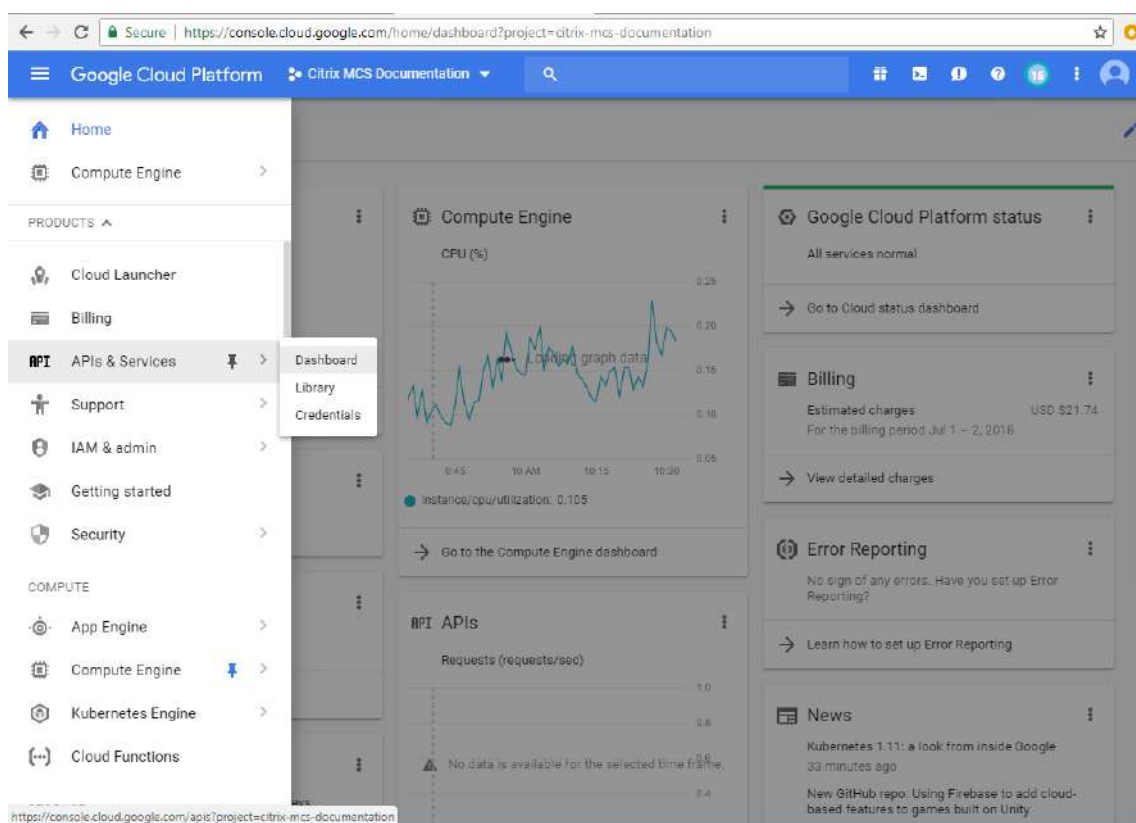 Secure | https://console.cloud.google.com/home/dashboard?project=citrix-mcs-documentation
Google Cloud Platform
Citrix MCS Documentation
15
Home
Compute Engine
PRODUCTS
Cloud Launcher
Billing
API APIs & Services
Support
IAM & admin
Getting started
Security
COMPUTE
App Engine
Compute Engine
Kubernetes Engine
Cloud Functions
Dashboard
Library
Credentials
Compute Engine
CPU (%)
0.25
0.20
Loading graph data
0.15
0.10
0.05
9:45 10 AM 10:15 10:30
instance/cpu/utilization: 0.105
Go to the Compute Engine dashboard
API APIs
Requests (requests/sec)
1.0
0.8
0.6
No data is available for the selected time frame.
0.4
Google Cloud Platform status
All services normal
Go to Cloud status dashboard
Billing
Estimated charges USD $21.74
For the billing period Jul 1 – 2, 2018
View detailed charges
Error Reporting
No sign of any errors. Have you set up Error
Reporting?
Learn how to set up Error Reporting
News
Kubernetes 1.11: a look from inside Google
33 minutes ago
New GitHub repo: Using Firebase to add cloud-
based features to games built on Unity
https://console.cloud.google.com/apis?project=citrix-mcs-documentation